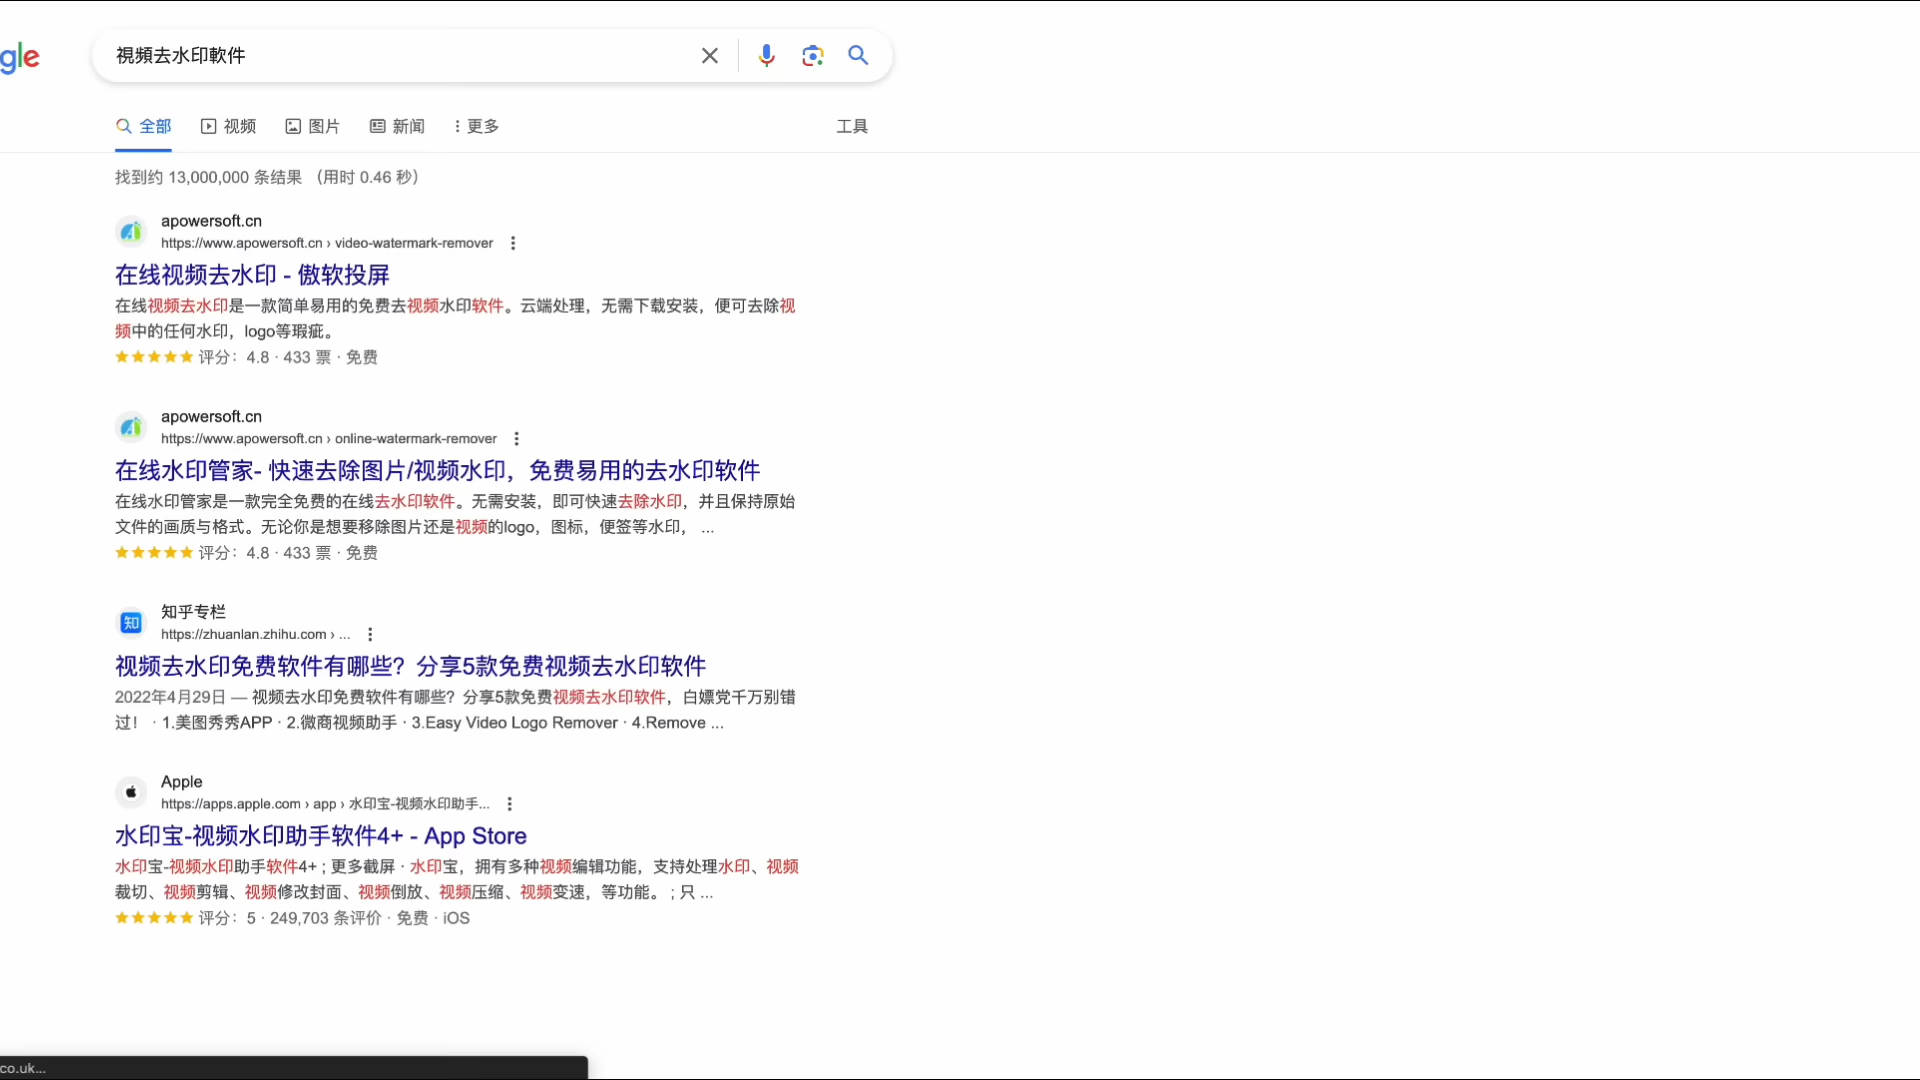 gle
視頻去水印軟件
全部 视频 图片 新闻 更多 工具
找到约 13,000,000 条结果 （用时 0.46 秒）
apowersoft.cn
https://www.apowersoft.cn › video-watermark-remover
在线视频去水印 - 傲软投屏
在线视频去水印是一款简单易用的免费去视频水印软件。云端处理，无需下载安装，便可去除视
频中的任何水印，logo等瑕疵。
评分：4.8 · 433 票 · 免费
apowersoft.cn
https://www.apowersoft.cn › online-watermark-remover
在线水印管家- 快速去除图片/视频水印，免费易用的去水印软件
在线水印管家是一款完全免费的在线去水印软件。无需安装，即可快速去除水印，并且保持原始
文件的画质与格式。无论你是想要移除图片还是视频的logo，图标，便签等水印， ...
评分：4.8 · 433 票 · 免费
知
知乎专栏
https://zhuanlan.zhihu.com › ...
视频去水印免费软件有哪些？分享5款免费视频去水印软件
2022年4月29日 — 视频去水印免费软件有哪些？分享5款免费视频去水印软件，白嫖党千万别错
过！ · 1.美图秀秀APP · 2.微商视频助手 · 3.Easy Video Logo Remover · 4.Remove ...
Apple
https://apps.apple.com › app › 水印宝-视频水印助手...
水印宝-视频水印助手软件4+ - App Store
水印宝-视频水印助手软件4+ ; 更多截屏 · 水印宝，拥有多种视频编辑功能，支持处理水印、视频
裁切、视频剪辑、视频修改封面、视频倒放、视频压缩、视频变速，等功能。 ; 只 ...
评分：5 · 249,703 条评价 · 免费 · iOS
co.uk...